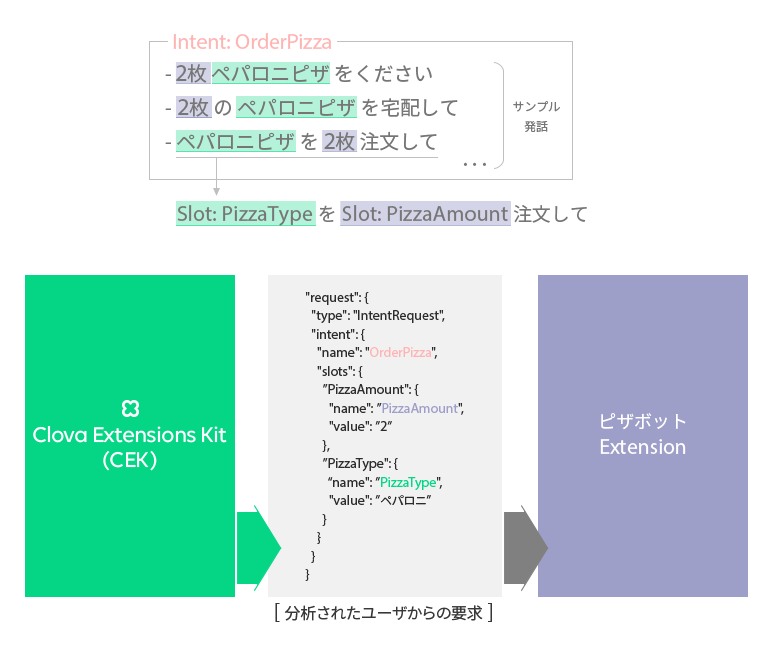 Intent: OrderPizza
- 2枚 ペパロニピザ をください
- 2枚 の ペパロニピザ を宅配して
- ペパロニピザ を 2枚 注文して
...
サンプル
発話
Slot: PizzaType を Slot: PizzaAmount 注文して
Clova Extensions Kit
(CEK)
"request": {
"type": "IntentRequest",
"intent": {
"name": "OrderPizza",
"slots": {
"PizzaAmount": {
"name": "PizzaAmount",
"value": "2"
},
"PizzaType": {
"name": "PizzaType",
"value": "ペパロニ"
}
}
}
}
[ 分析されたユーザからの要求 ]
ピザボット
Extension